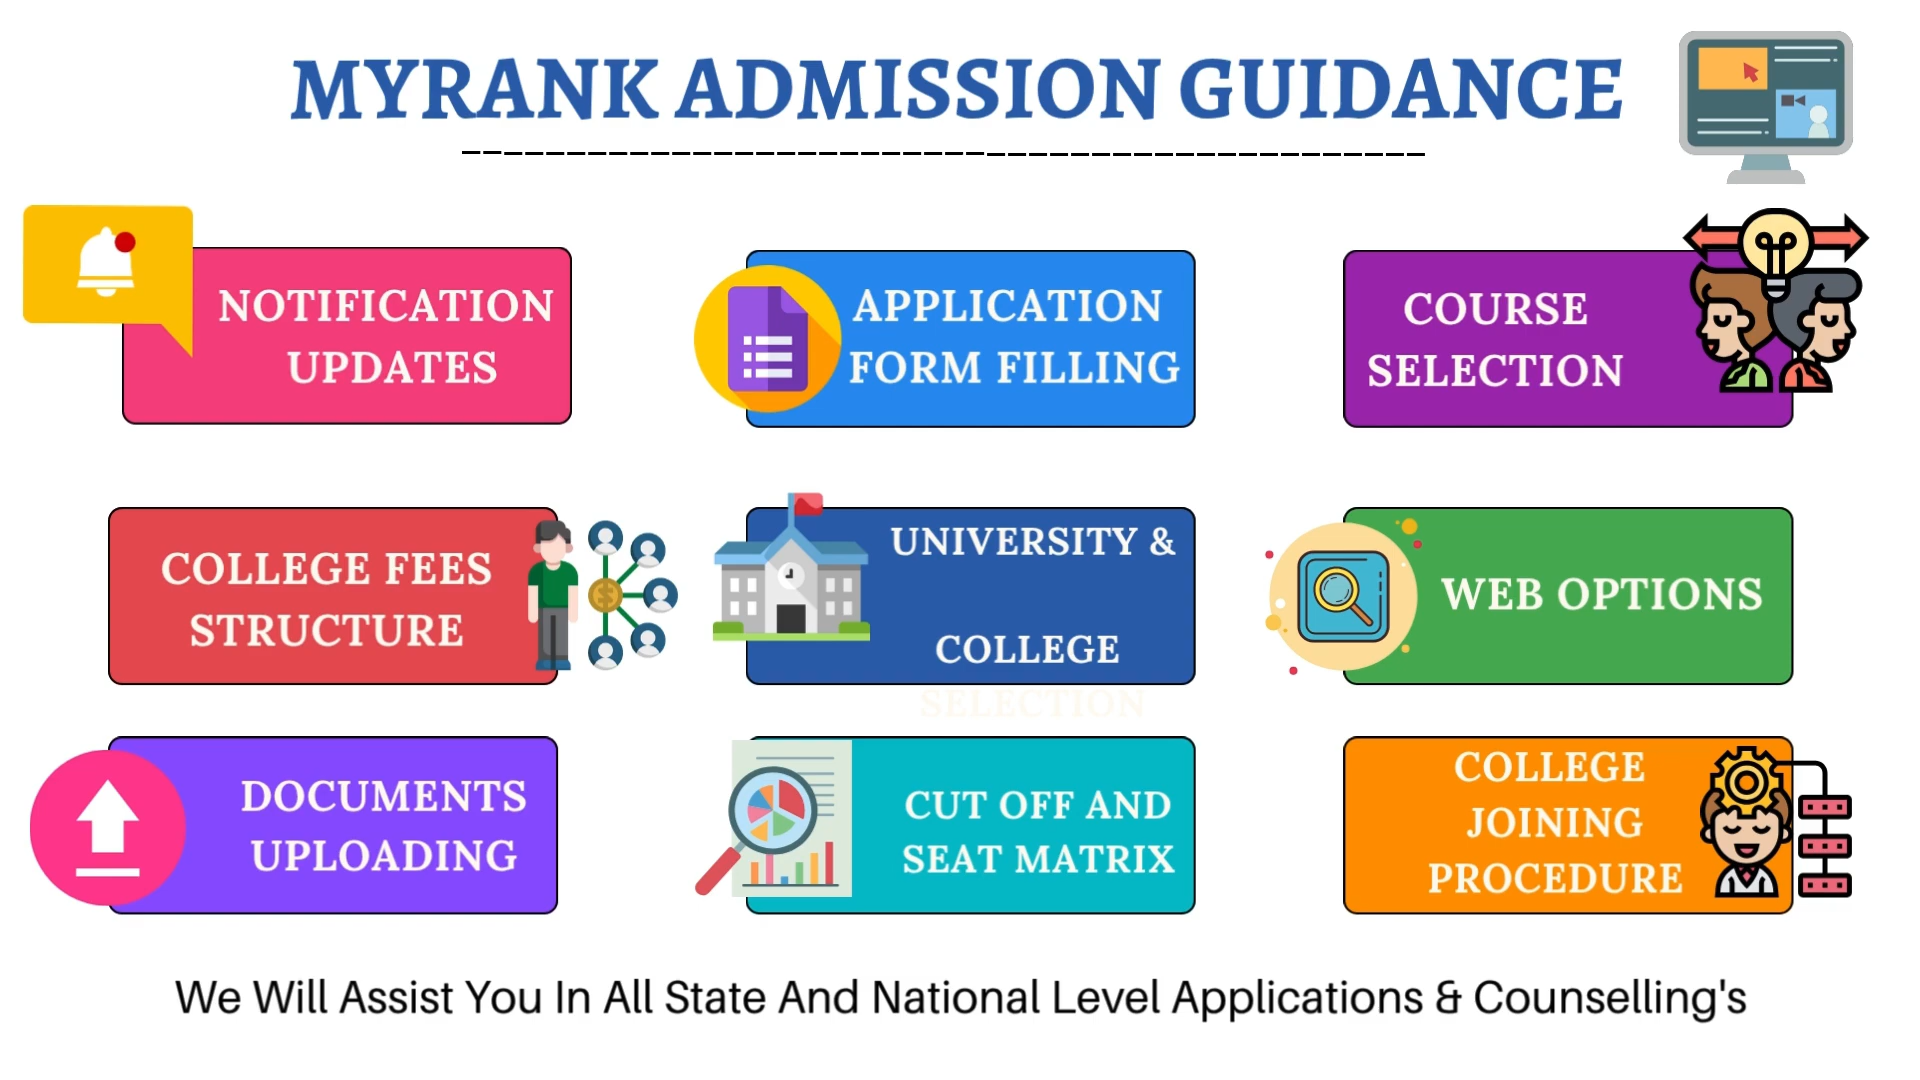 MYRANK ADMISSION GUIDANCE
NOTIFICATION
UPDATES
APPLICATION
FORM FILLING
COURSE
SELECTION
COLLEGE FEES
STRUCTURE
UNIVERSITY &
COLLEGE
SELECTION
WEB OPTIONS
DOCUMENTS
UPLOADING
CUT OFF AND
SEAT MATRIX
COLLEGE
JOINING
PROCEDURE
We Will Assist You In All State And National Level Applications & Counselling's